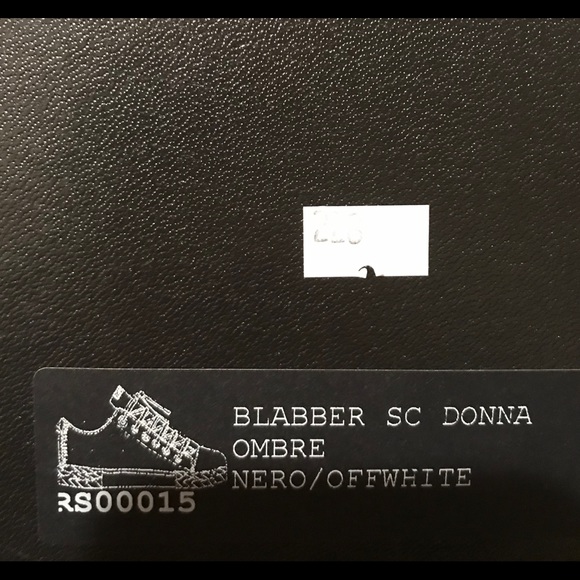 BLABBER SC DONNA
OMBRE
NERO/OFFWHITE
RS00015